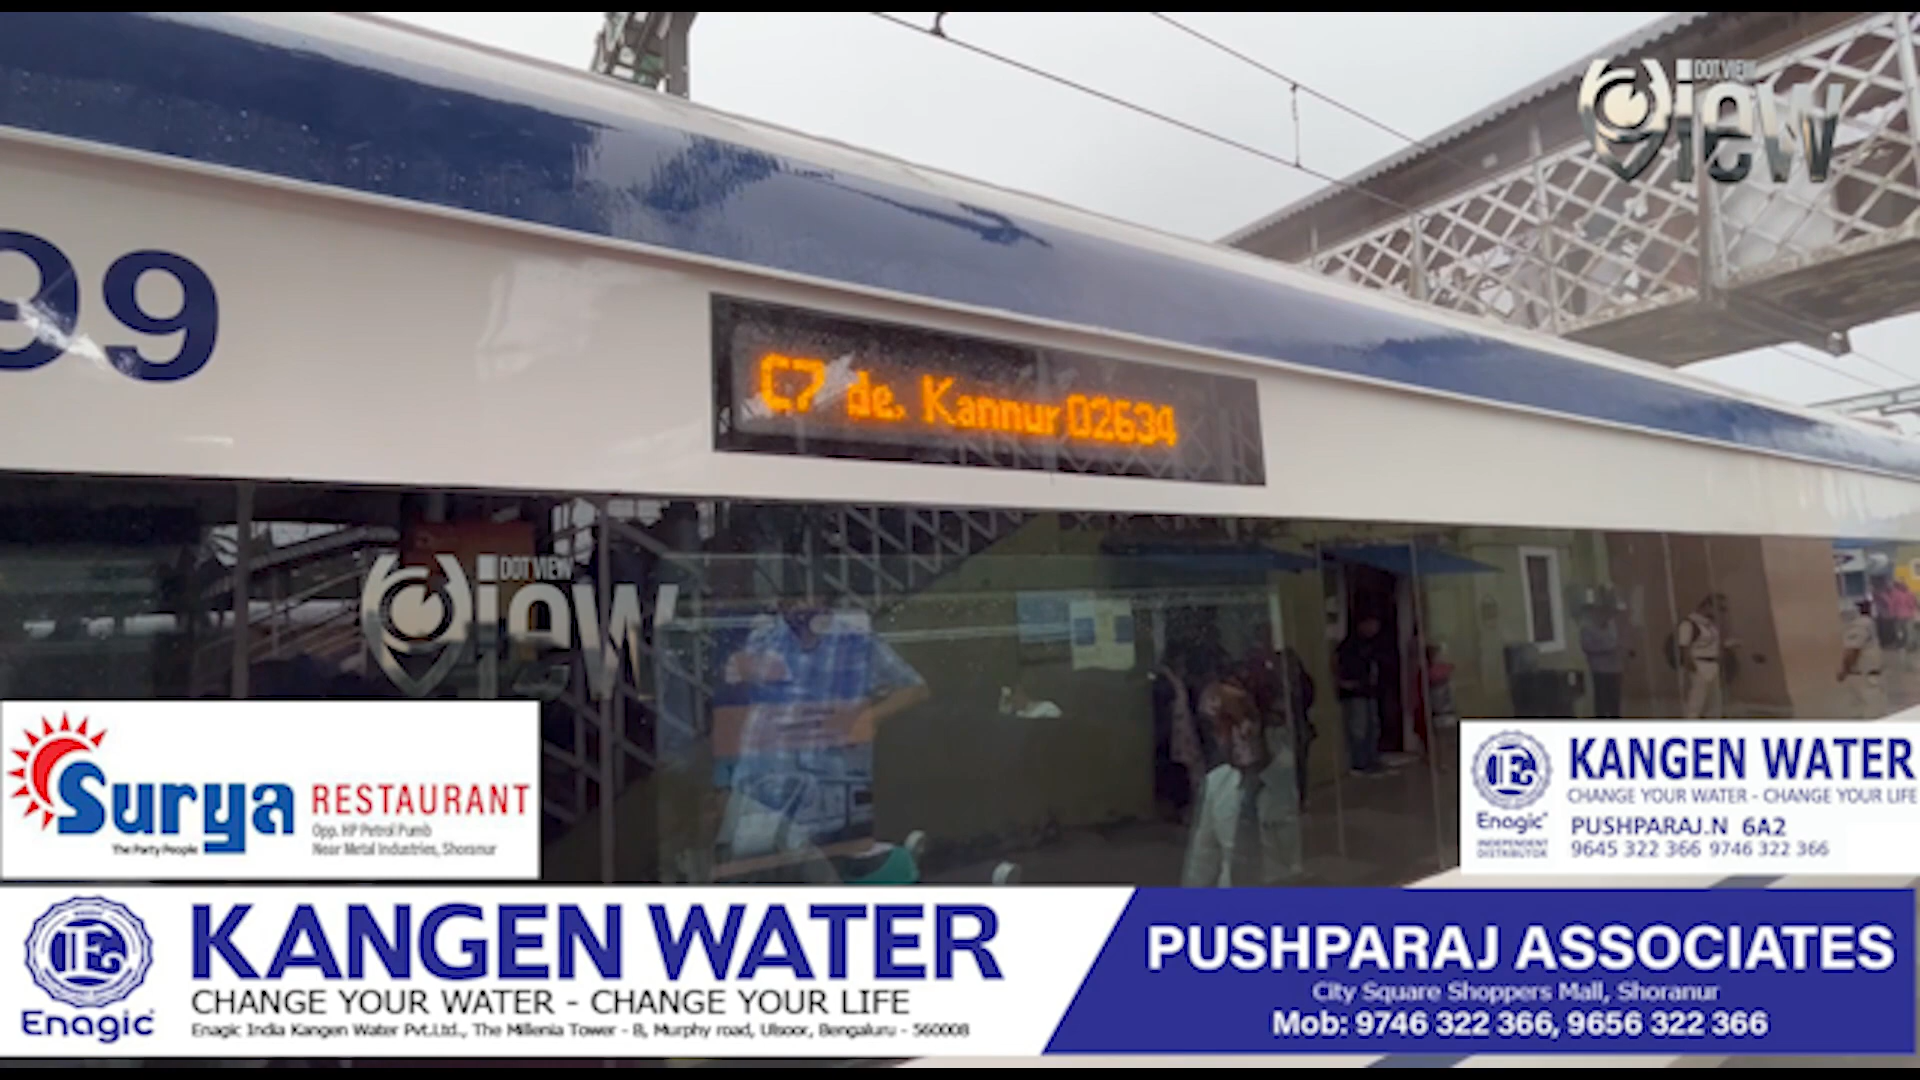 DOT VIEW
iew
99
C7 de. Kannur 02634
DOT VIEW
iew
Surya RESTAURANT
The Party People
Opp. HP Petrol Pumb
Near Metal Industries, Shoranur
KANGEN WATER
CHANGE YOUR WATER - CHANGE YOUR LIFE
Enagic
INDEPENDENT
DISTRIBUTOR
PUSHPARAJ.N 6A2
9645 322 366 9746 322 366
Enagic
KANGEN WATER
CHANGE YOUR WATER - CHANGE YOUR LIFE
Enagic India Kangen Water Pvt.Ltd., The Millenia Tower - B, Murphy road, Ulsoor, Bengaluru - 560008
PUSHPARAJ ASSOCIATES
City Square Shoppers Mall, Shoranur
Mob: 9746 322 366, 9656 322 366